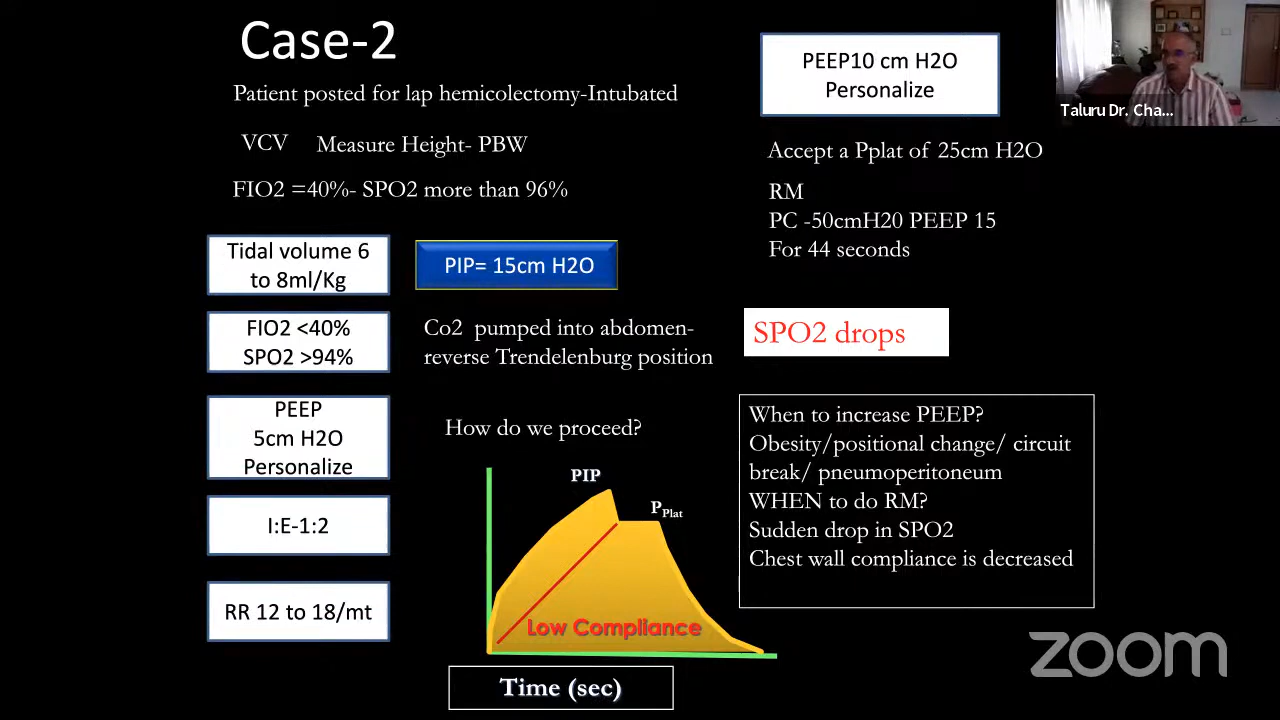 Case-2
Patient posted for lap hemicolectomy-Intubated
VCV Measure Height- PBW
FIO2 =40%- SPO2 more than 96%
Tidal volume 6
to 8ml/Kg
FIO2 <40%
SPO2 >94%
PEEP
5cm H2O
Personalize
I:E-1:2
RR 12 to 18/mt
PIP= 15cm H2O
Co2 pumped into abdomen-
reverse Trendelenburg position
How do we proceed?
PIP
PPlat
Low Compliance
Time (sec)
PEEP10 cm H2O
Personalize
Accept a Pplat of 25cm H2O
RM
PC -50cmH20 PEEP 15
For 44 seconds
SPO2 drops
When to increase PEEP?
Obesity/positional change/ circuit
break/ pneumoperitoneum
WHEN to do RM?
Sudden drop in SPO2
Chest wall compliance is decreased
Taluru Dr. Cha...
zoom